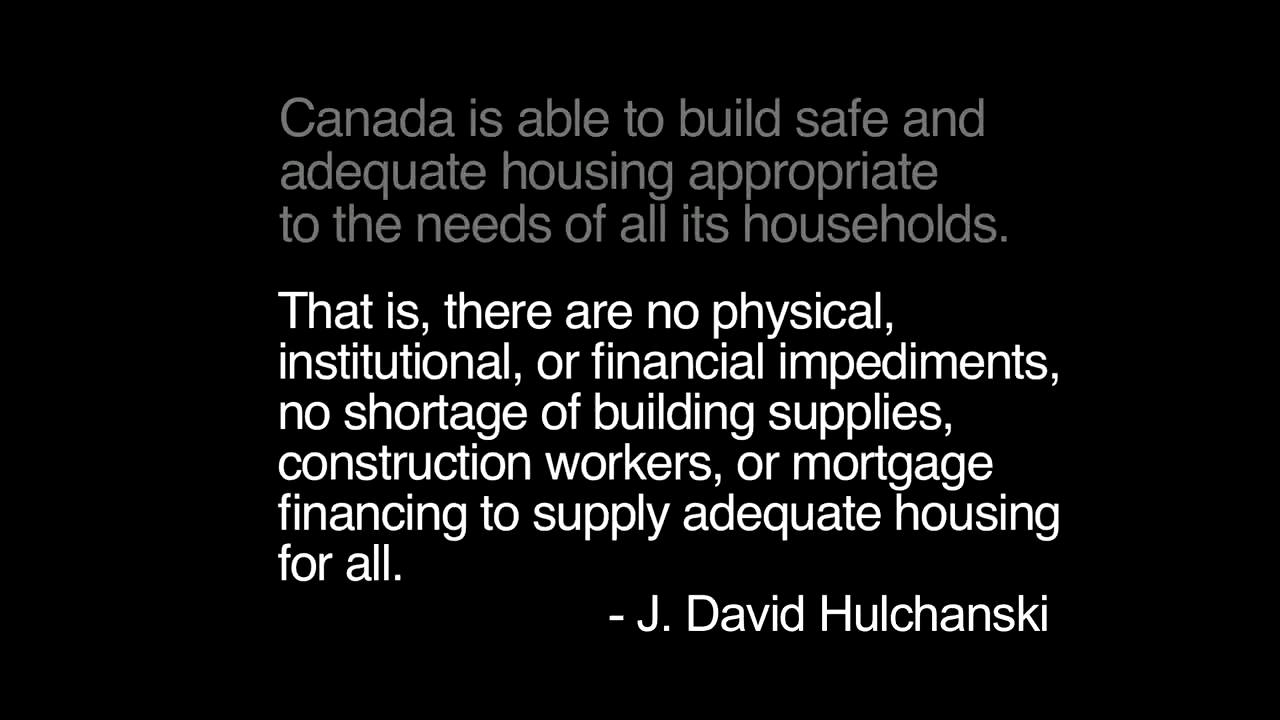 Canada is able to build safe and
adequate housing appropriate
to the needs of all its households.
That is, there are no physical,
institutional, or financial impediments,
no shortage of building supplies,
construction workers, or mortgage
financing to supply adequate housing
for all.
- J. David Hulchanski